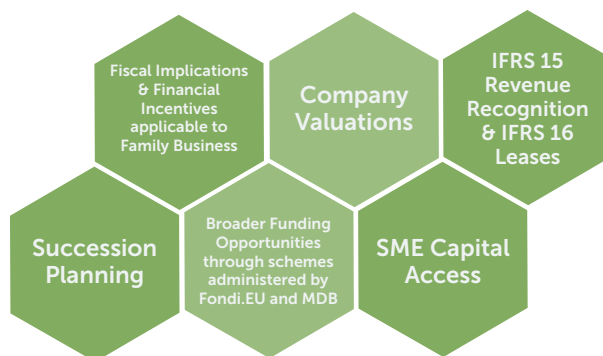 Fiscal Implications
& Financial
Incentives
applicable to
Family Business
Company
Valuations
IFRS 15
Revenue
Recognition
& IFRS 16
Leases
Succession
Planning
Broader Funding
Opportunities
through schemes
administered by
Fondi.EU and MDB
SME Capital
Access